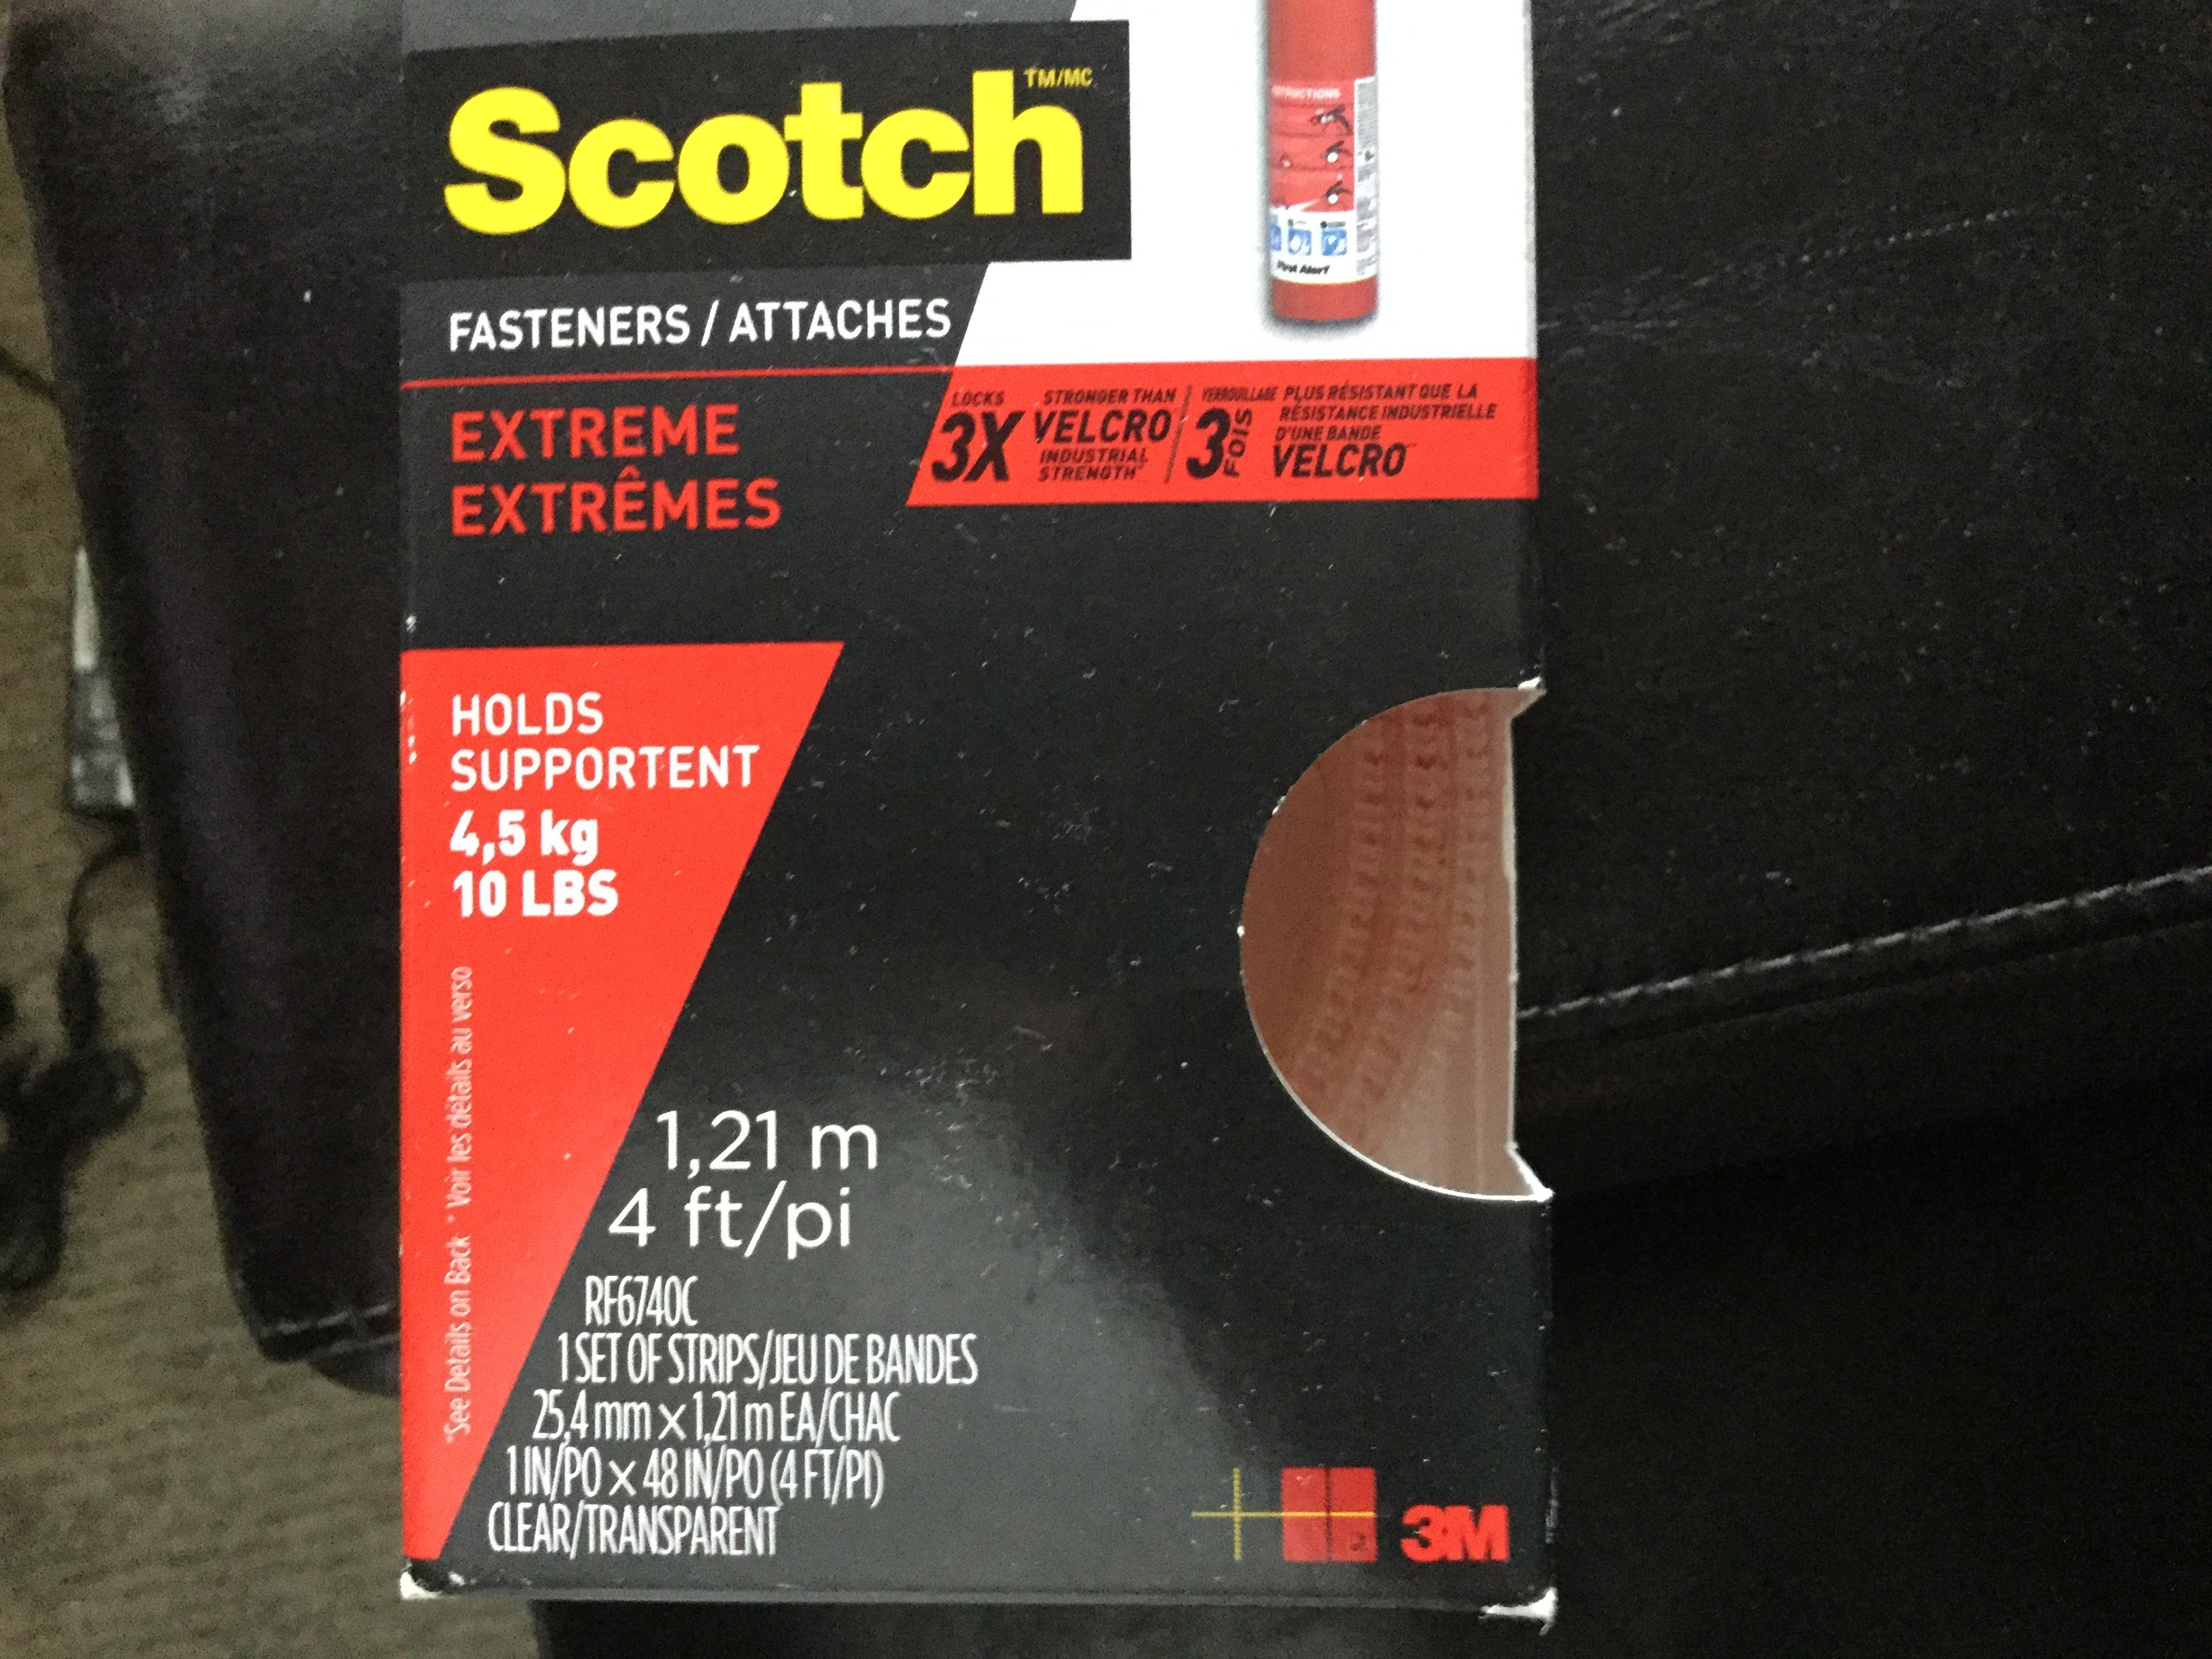 Scotch TM/MC
FASTENERS / ATTACHES
EXTREME
EXTRÊMES
LOCKS
3X
STRONGER THAN
VELCRO
INDUSTRIAL
STRENGTH*
VERROUILLAGE
3 FOIS
PLUS RÉSISTANT QUE LA
RÉSISTANCE INDUSTRIELLE
D'UNE BANDE
VELCRO
First Alert
HOLDS
SUPPORTENT
4,5 kg
10 LBS
*See Details on Back * Voir les détails au verso
1,21 m
4 ft/pi
RF6740C
1 SET OF STRIPS/JEU DE BANDES
25,4 mm x 1,21 m EA/CHAC
1 IN/PO x 48 IN/PO (4 FT/PI)
CLEAR/TRANSPARENT
3M